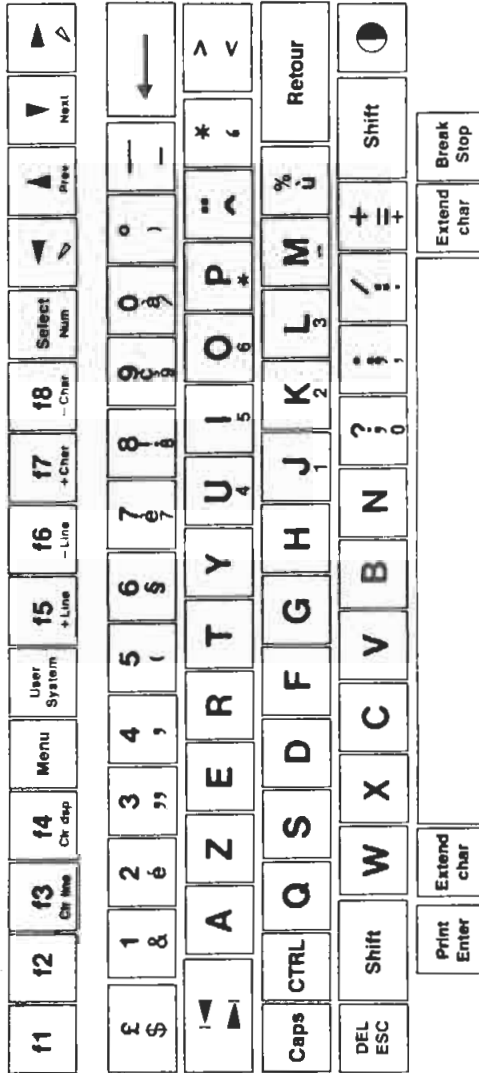 f1 f2 f3 f4 Menu User f5 f6 f7 f8 Select ◄ ▲ ▼ ►
Clr line Clr dsp System +Line -Line +Char -Char Num Prev Next
£ 1 2 3 4 5 6 7 8 9 0 ° —
$ & é " ' ( § è ! ç à ) - ←
7 8 9 /
A Z E R T Y U I O P ¨ * >
^ ` <
4 5 6 *
Caps CTRL Q S D F G H J K L M % Retour
ù
1 2 3 -
DEL Shift W X C V B N ? . / + Shift
ESC , ; : =
0 , . +
Print Extend Extend Break
Enter char char Stop